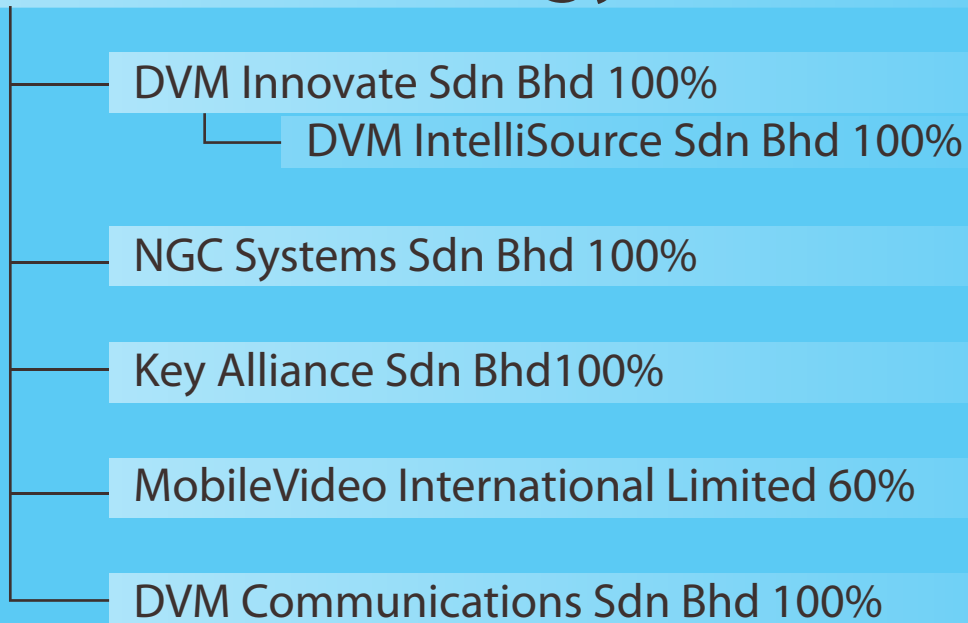 DVM Innovate Sdn Bhd 100%
DVM IntelliSource Sdn Bhd 100%
NGC Systems Sdn Bhd 100%
Key Alliance Sdn Bhd100%
MobileVideo International Limited 60%
DVM Communications Sdn Bhd 100%